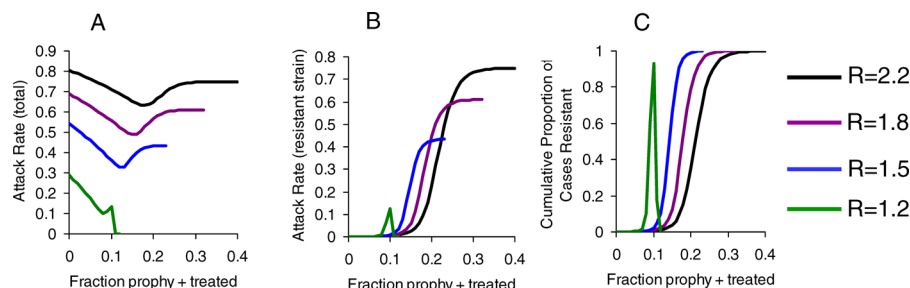 A
B
C
Attack Rate (total)
0.9
0.8
0.7
0.6
0.5
0.4
0.3
0.2
0.1
0
0
0.1
0.2
0.3
0.4
Fraction prophy + treated
Attack Rate (resistant strain)
0.8
0.7
0.6
0.5
0.4
0.3
0.2
0.1
0
0
0.1
0.2
0.3
0.4
Fraction prophy + treated
Cumulative Proportion of
Cases Resistant
1
0.8
0.6
0.4
0.2
0
0
0.1
0.2
0.3
0.4
Fraction prophy + treated
R=2.2
R=1.8
R=1.5
R=1.2